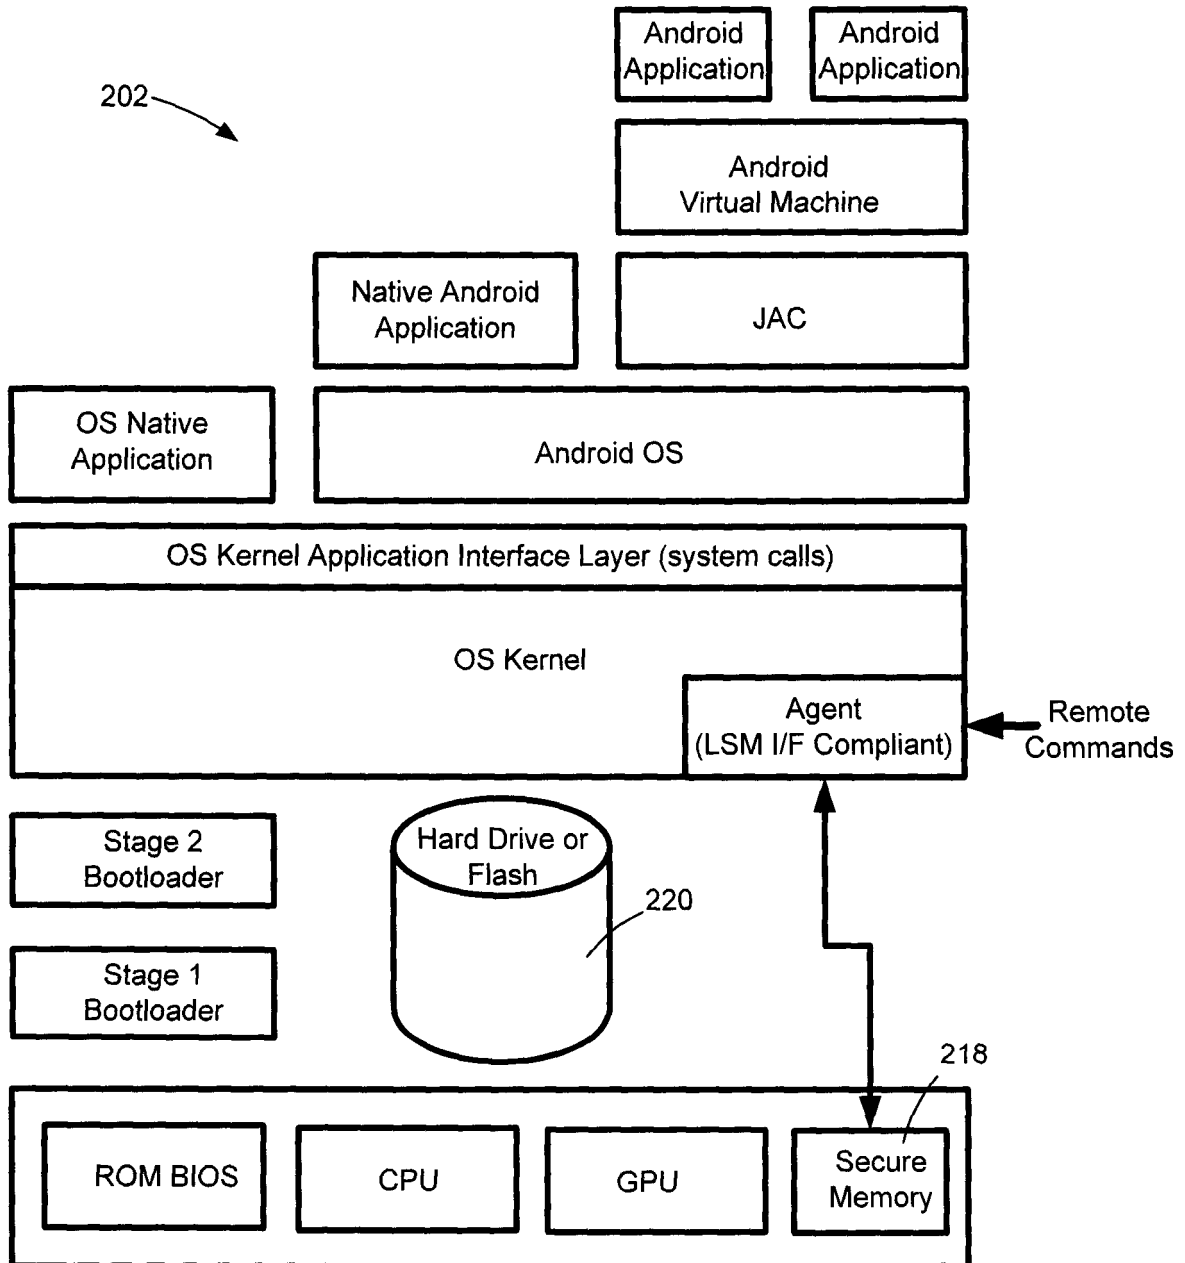 Android
Application
Android
Application
202
Android
Virtual Machine
Native Android
Application
JAC
OS Native
Application
Android OS
OS Kernel Application Interface Layer (system calls)
OS Kernel
Agent
(LSM I/F Compliant)
Remote
Commands
Stage 2
Bootloader
Hard Drive or
Flash
220
Stage 1
Bootloader
218
ROM BIOS
CPU
GPU
Secure
Memory